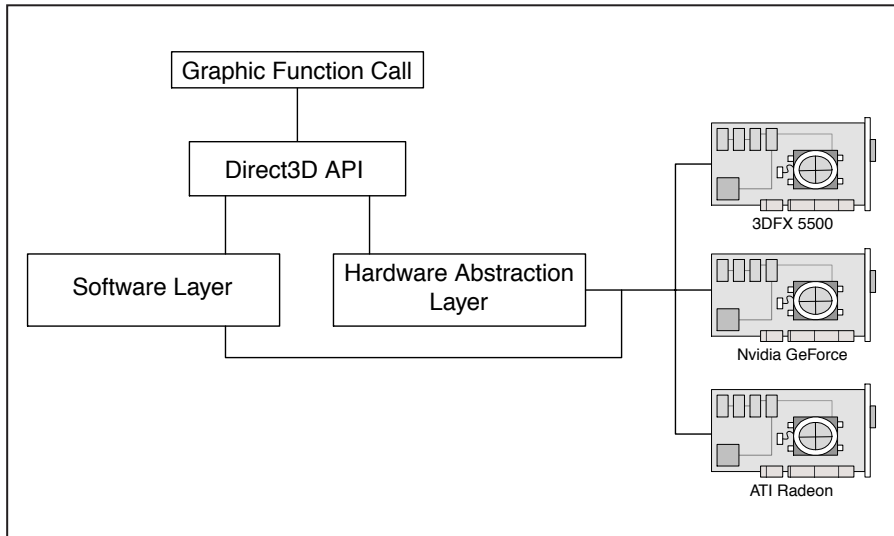 Graphic Function Call
Direct3D API
Software Layer
Hardware Abstraction
Layer
3DFX 5500
Nvidia GeForce
ATI Radeon